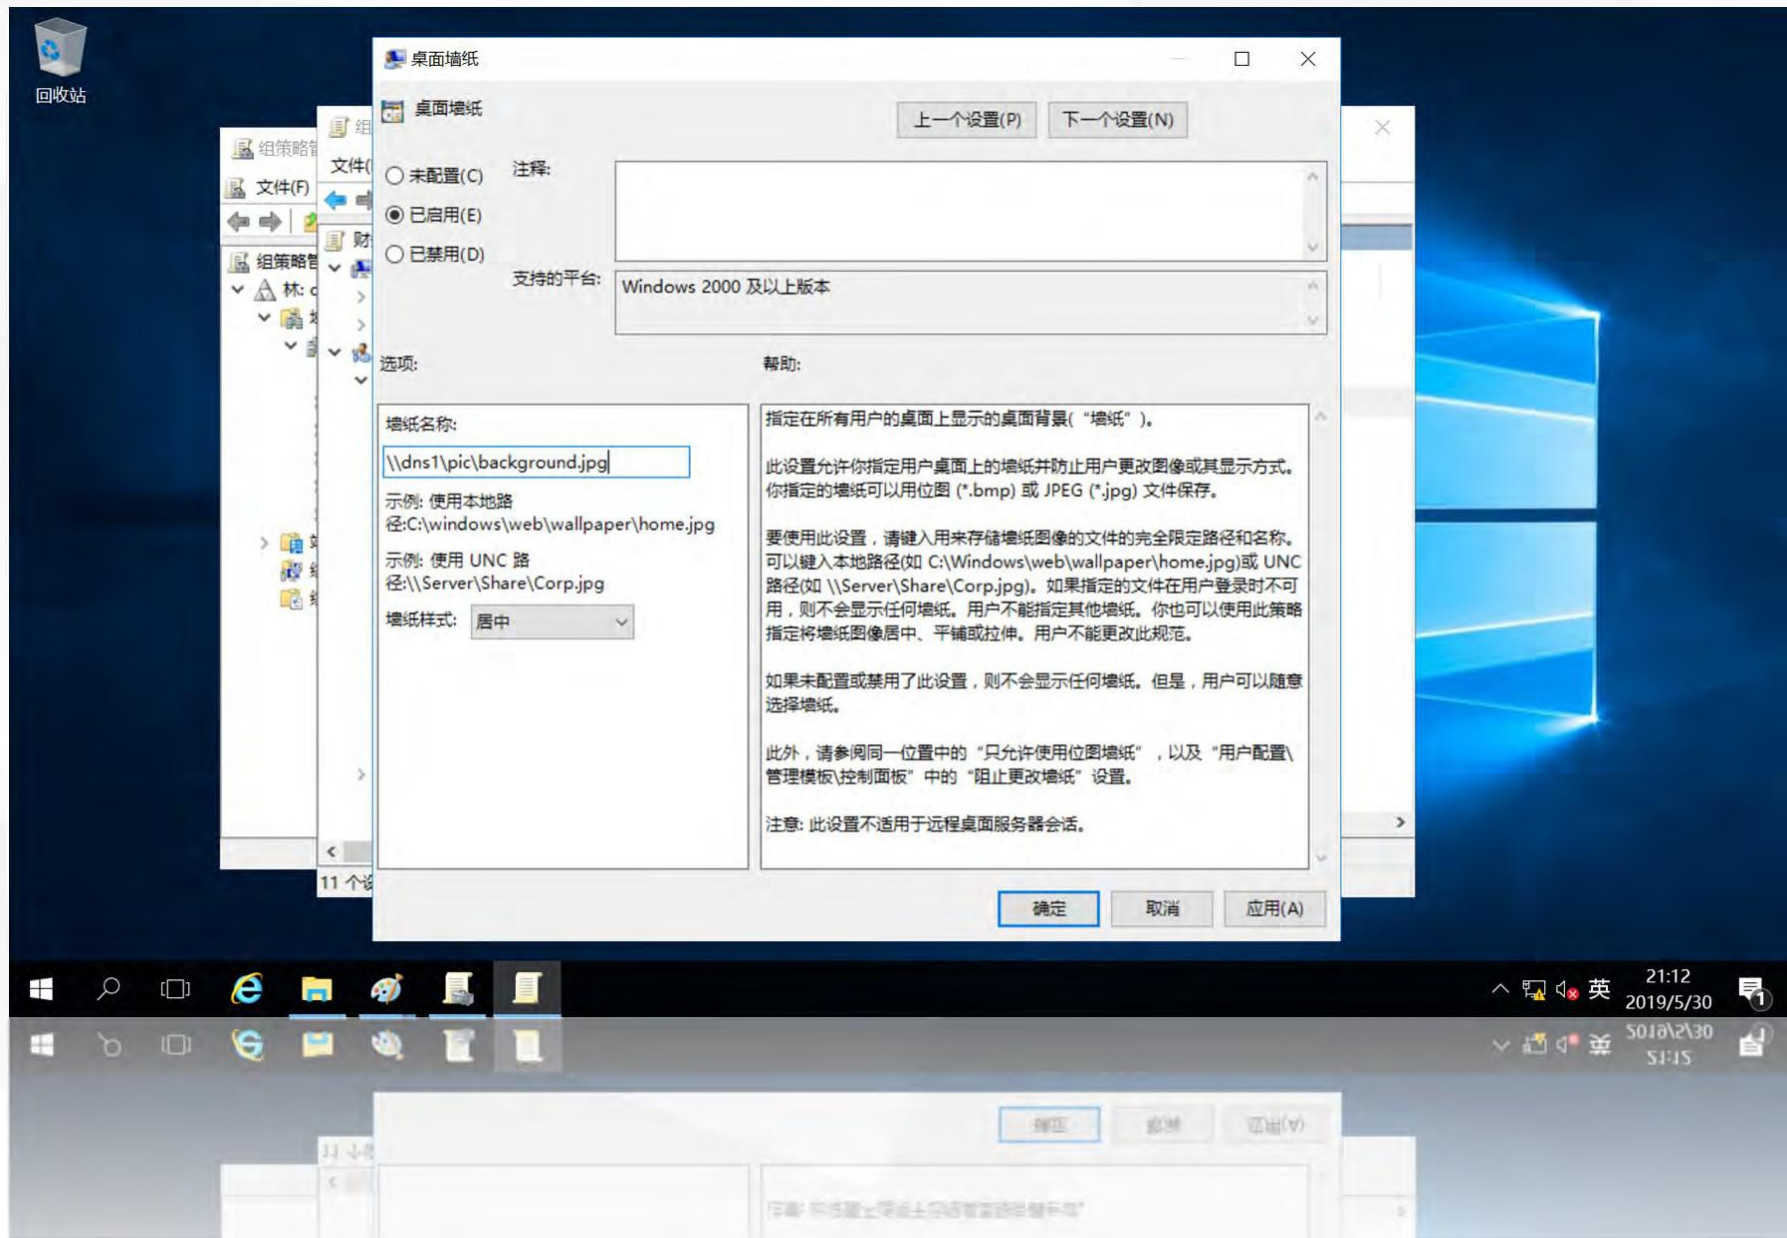 回收站
桌面墙纸
桌面墙纸
上一个设置(P)
下一个设置(N)
组
组策略管
文件(
文件(F)
未配置(C)
注释:
已启用(E)
已禁用(D)
财
组策略管
林: c
支持的平台:
Windows 2000 及以上版本
选项:
帮助:
墙纸名称:
\\dns1\pic\background.jpg
示例: 使用本地路
径:C:\windows\web\wallpaper\home.jpg
示例: 使用 UNC 路
径:\\Server\Share\Corp.jpg
墙纸样式:
居中
指定在所有用户的桌面上显示的桌面背景(“墙纸”)。
此设置允许你指定用户桌面上的墙纸并防止用户更改图像或其显示方式。
你指定的墙纸可以用位图 (*.bmp) 或 JPEG (*.jpg) 文件保存。
要使用此设置，请键入用来存储墙纸图像的文件的完全限定路径和名称。
可以键入本地路径(如 C:\Windows\web\wallpaper\home.jpg)或 UNC
路径(如 \\Server\Share\Corp.jpg)。如果指定的文件在用户登录时不可
用，则不会显示任何墙纸。用户不能指定其他墙纸。你也可以使用此策略
指定将墙纸图像居中、平铺或拉伸。用户不能更改此规范。
如果未配置或禁用了此设置，则不会显示任何墙纸。但是，用户可以随意
选择墙纸。
此外，请参阅同一位置中的“只允许使用位图墙纸”，以及“用户配置\
管理模板\控制面板”中的“阻止更改墙纸”设置。
注意: 此设置不适用于远程桌面服务器会话。
11 个设
确定
取消
应用(A)
英
21:12
2019/5/30
1